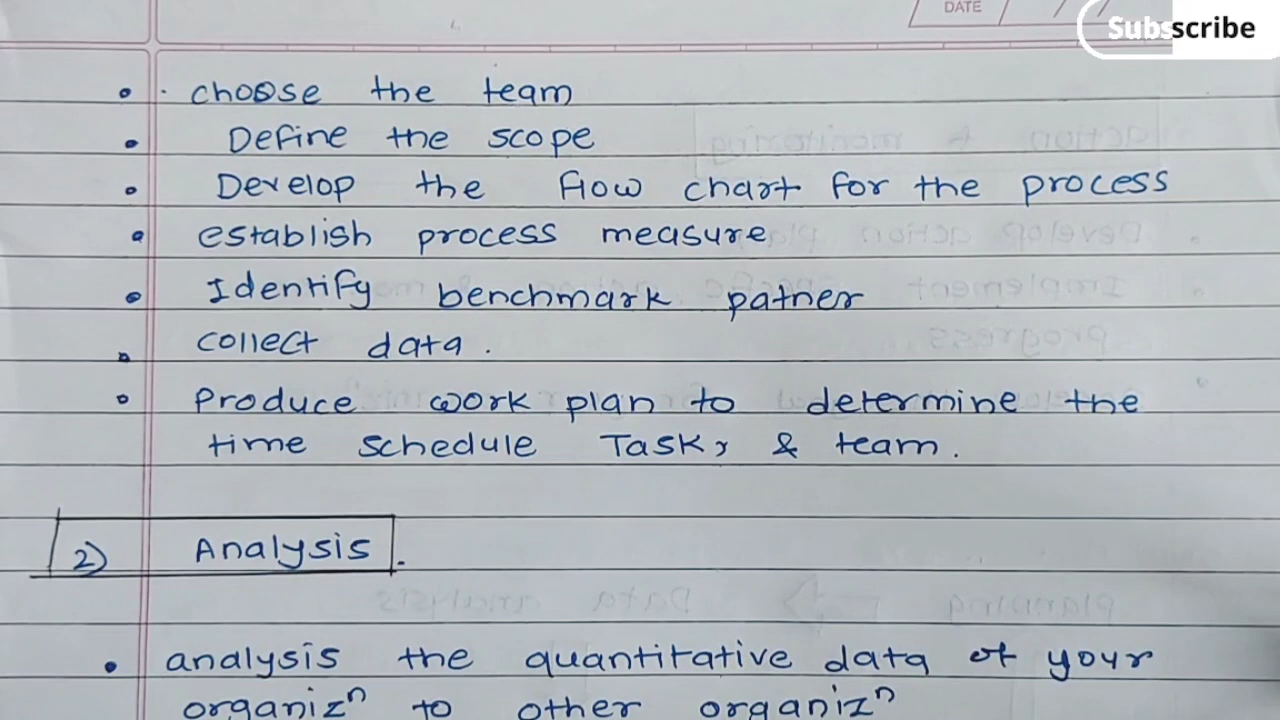 DATE
Subscribe
• choose the team
• Define the scope
• Develop the flow chart for the process
• establish process measure
• Identify benchmark patner
• collect data.
• Produce work plan to determine the
time schedule Task, & team.
2) Analysis.
• analysis the quantitative data of your
organizⁿ to other organizⁿ